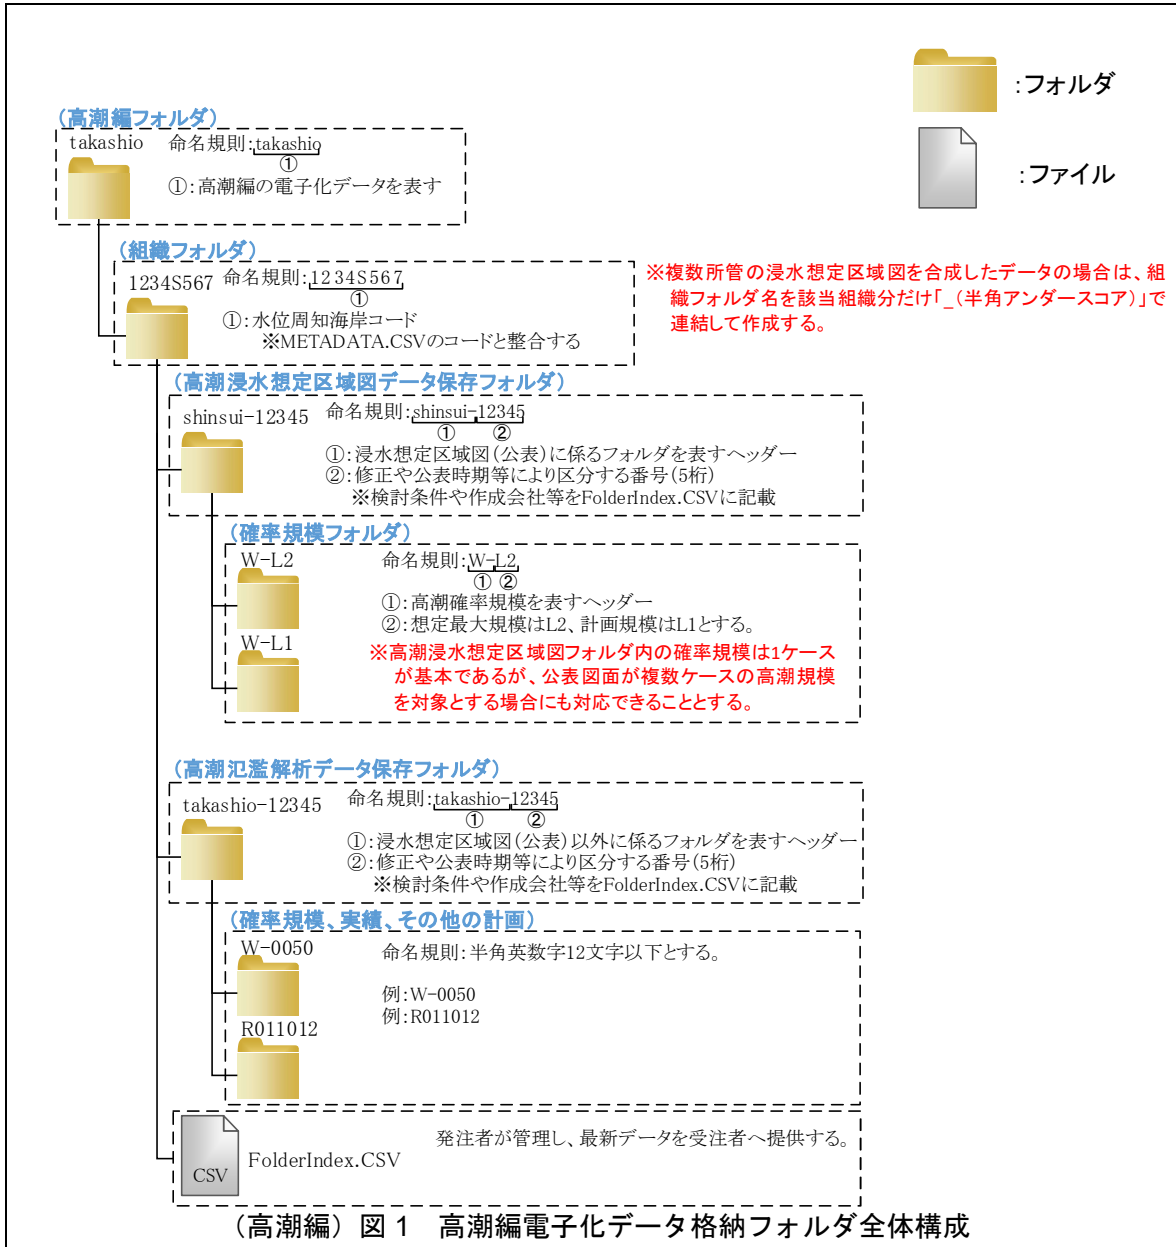 :フォルダ
:ファイル
(高潮編フォルダ)
takashio 命名規則:takashio
①
①:高潮編の電子化データを表す
(組織フォルダ)
1234S567 命名規則:1234S567
①
①:水位周知海岸コード
※METADATA.CSVのコードと整合する
※複数所管の浸水想定区域図を合成したデータの場合は、組
織フォルダ名を該当組織分だけ「_(半角アンダースコア)」で
連結して作成する。
(高潮浸水想定区域図データ保存フォルダ)
shinsui-12345 命名規則:shinsui-12345
① ②
①:浸水想定区域図(公表)に係るフォルダを表すヘッダー
②:修正や公表時期等により区分する番号(5桁)
※検討条件や作成会社等をFolderIndex.CSVに記載
(確率規模フォルダ)
W-L2 命名規則:W-L2
① ②
①:高潮確率規模を表すヘッダー
②:想定最大規模はL2、計画規模はL1とする。
W-L1
※高潮浸水想定区域図フォルダ内の確率規模は1ケース
が基本であるが、公表図面が複数ケースの高潮規模
を対象とする場合にも対応できることとする。
(高潮氾濫解析データ保存フォルダ)
takashio-12345 命名規則:takashio-12345
① ②
①:浸水想定区域図(公表)以外に係るフォルダを表すヘッダー
②:修正や公表時期等により区分する番号(5桁)
※検討条件や作成会社等をFolderIndex.CSVに記載
(確率規模、実績、その他の計画)
W-0050 命名規則:半角英数字12文字以下とする。
例:W-0050
例:R011012
R011012
発注者が管理し、最新データを受注者へ提供する。
CSV FolderIndex.CSV
(高潮編)図1 高潮編電子化データ格納フォルダ全体構成